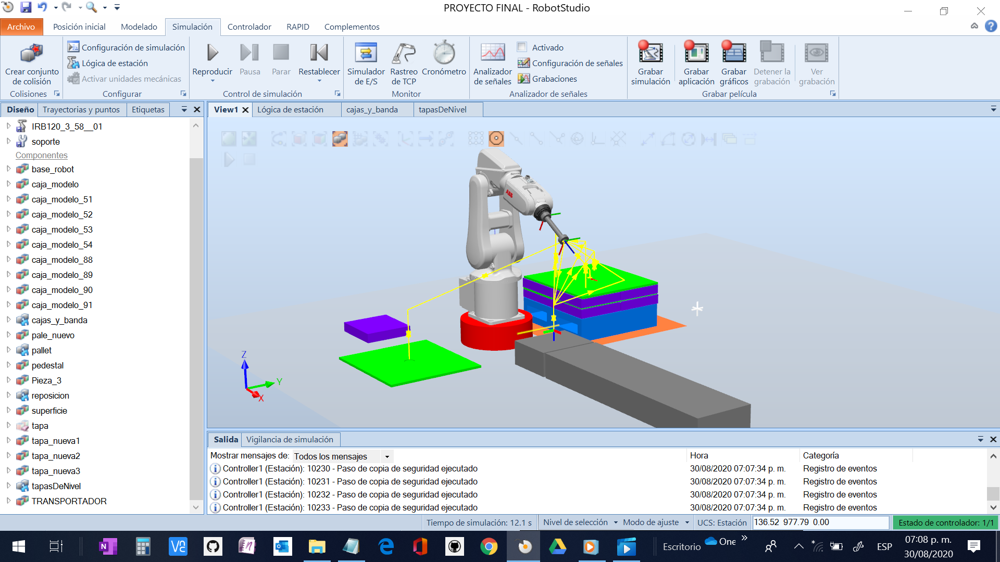 PROYECTO FINAL - RobotStudio
Archivo Posición inicial Modelado Simulación Controlador RAPID Complementos
Crear conjunto de colisión
Colisiones
Configuración de simulación
Lógica de estación
Activar unidades mecánicas
Configurar
Reproducir Pausa Parar Restablecer
Control de simulación
Simulador de E/S
Rastreo de TCP
Cronómetro
Monitor
Analizador de señales
Activado
Configuración de señales
Grabaciones
Analizador de señales
Grabar simulación
Grabar aplicación
Grabar gráficos
Detener la grabación
Ver grabación
Grabar película
Diseño Trayectorias y puntos Etiquetas
View1 Lógica de estación cajas_y_banda tapasDeNivel
IRB120_3_58__01
soporte
Componentes
base_robot
caja_modelo
caja_modelo_51
caja_modelo_52
caja_modelo_53
caja_modelo_54
caja_modelo_88
caja_modelo_89
caja_modelo_90
caja_modelo_91
cajas_y_banda
pale_nuevo
pallet
pedestal
Pieza_3
reposicion
superficie
tapa
tapa_nueva1
tapa_nueva2
tapa_nueva3
tapasDeNivel
TRANSPORTADOR
ABB
Z
Y
X
Salida Vigilancia de simulación
Mostrar mensajes de: Todos los mensajes Hora Categoría
Controller1 (Estación): 10230 - Paso de copia de seguridad ejecutado 30/08/2020 07:07:34 p. m. Registro de eventos
Controller1 (Estación): 10231 - Paso de copia de seguridad ejecutado 30/08/2020 07:07:34 p. m. Registro de eventos
Controller1 (Estación): 10232 - Paso de copia de seguridad ejecutado 30/08/2020 07:07:34 p. m. Registro de eventos
Controller1 (Estación): 10233 - Paso de copia de seguridad ejecutado 30/08/2020 07:07:34 p. m. Registro de eventos
Tiempo de simulación: 12.1 s Nivel de selección Modo de ajuste UCS: Estación 136.52 977.79 0.00 Estado de controlador: 1/1
Escritorio One » ESP 07:08 p. m.
30/08/2020